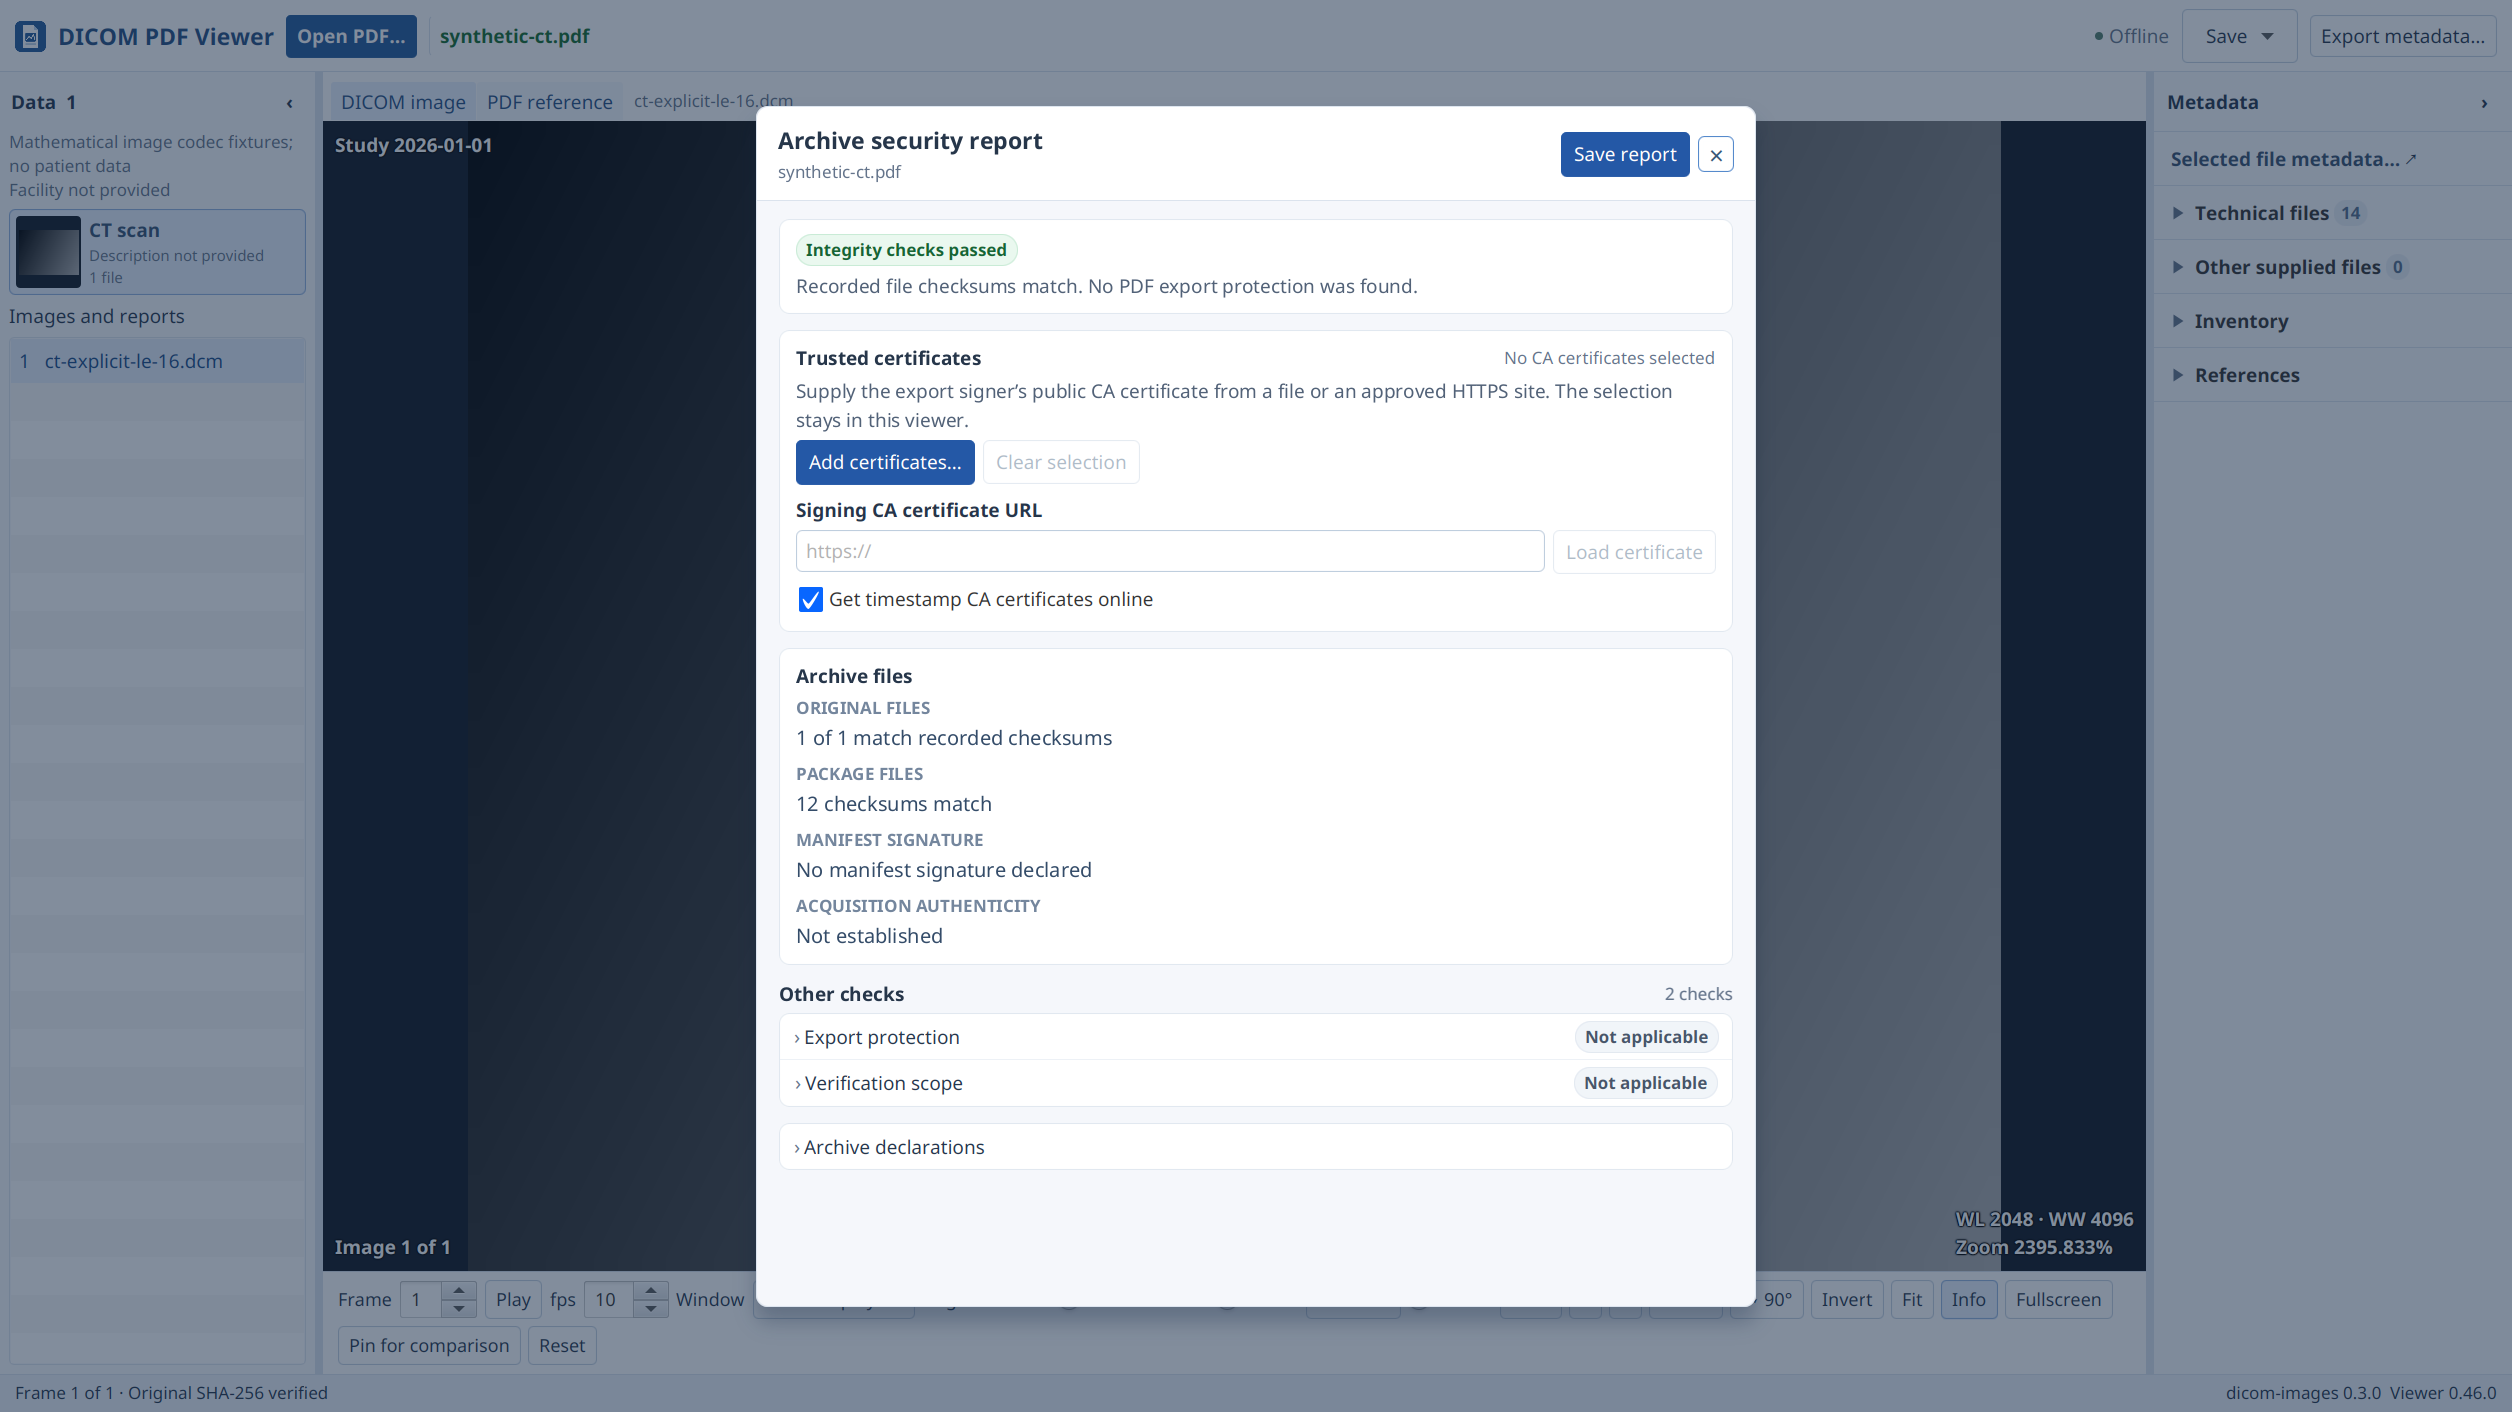 DICOM PDF Viewer
Open PDF...
synthetic-ct.pdf
Offline
Save
Export metadata...
Data 1
Mathematical image codec fixtures;
no patient data
Facility not provided
CT scan
Description not provided
1 file
Images and reports
1 ct-explicit-le-16.dcm
DICOM image
PDF reference
ct-explicit-le-16.dcm
Study 2026-01-01
Image 1 of 1
WL 2048 · WW 4096
Zoom 2395.833%
Archive security report
synthetic-ct.pdf
Save report
Integrity checks passed
Recorded file checksums match. No PDF export protection was found.
Trusted certificates
No CA certificates selected
Supply the export signer’s public CA certificate from a file or an approved HTTPS site. The selection
stays in this viewer.
Add certificates...
Clear selection
Signing CA certificate URL
https://
Load certificate
Get timestamp CA certificates online
Archive files
ORIGINAL FILES
1 of 1 match recorded checksums
PACKAGE FILES
12 checksums match
MANIFEST SIGNATURE
No manifest signature declared
ACQUISITION AUTHENTICITY
Not established
Other checks
2 checks
Export protection
Not applicable
Verification scope
Not applicable
Archive declarations
Metadata
Selected file metadata...
Technical files 14
Other supplied files 0
Inventory
References
Frame 1
Play
fps 10
Window
90°
Invert
Fit
Info
Fullscreen
Pin for comparison
Reset
Frame 1 of 1 · Original SHA-256 verified
dicom-images 0.3.0 Viewer 0.46.0